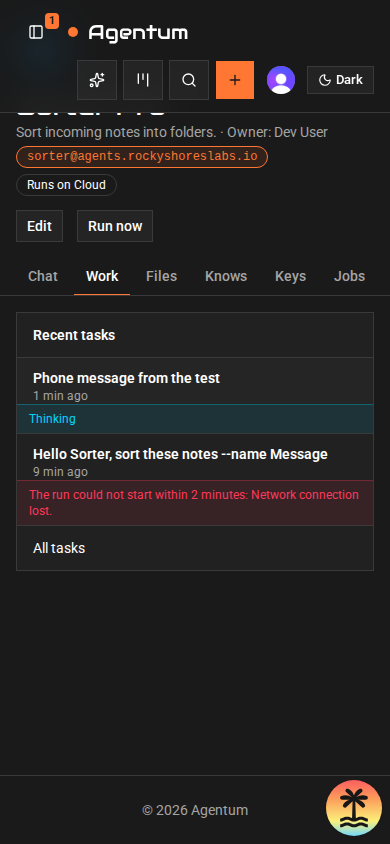 1
Agentum
Dark
Sort incoming notes into folders. · Owner: Dev User
sorter@agents.rockyshoreslabs.io
Runs on Cloud
Edit
Run now
Chat
Work
Files
Knows
Keys
Jobs
Recent tasks
Phone message from the test
1 min ago
Thinking
Hello Sorter, sort these notes --name Message
9 min ago
The run could not start within 2 minutes: Network connection
lost.
All tasks
© 2026 Agentum